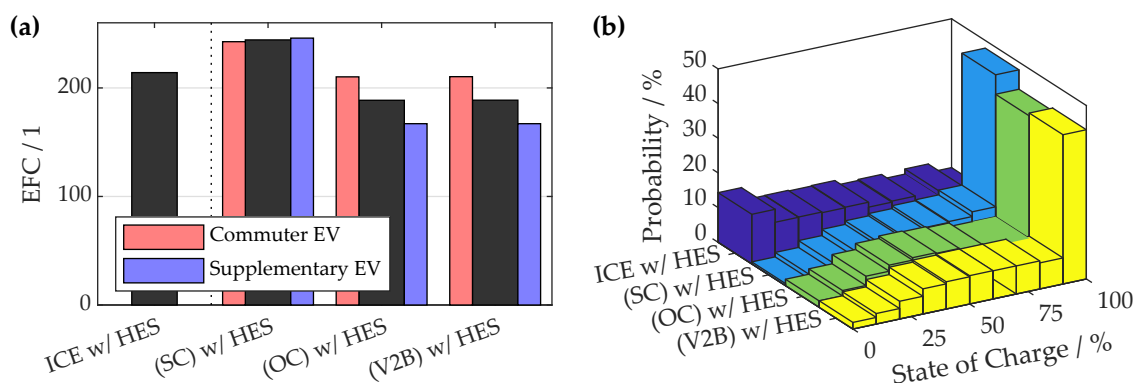 (a)
EFC / 1
200
100
0
Commuter EV
Supplementary EV
ICE w/ HES
(SC) w/ HES
(OC) w/ HES
(V2B) w/ HES
(b)
Probability / %
50
40
30
20
10
0
ICE w/ HES
(SC) w/ HES
(OC) w/ HES
(V2B) w/ HES
0
25
50
75
100
State of Charge / %